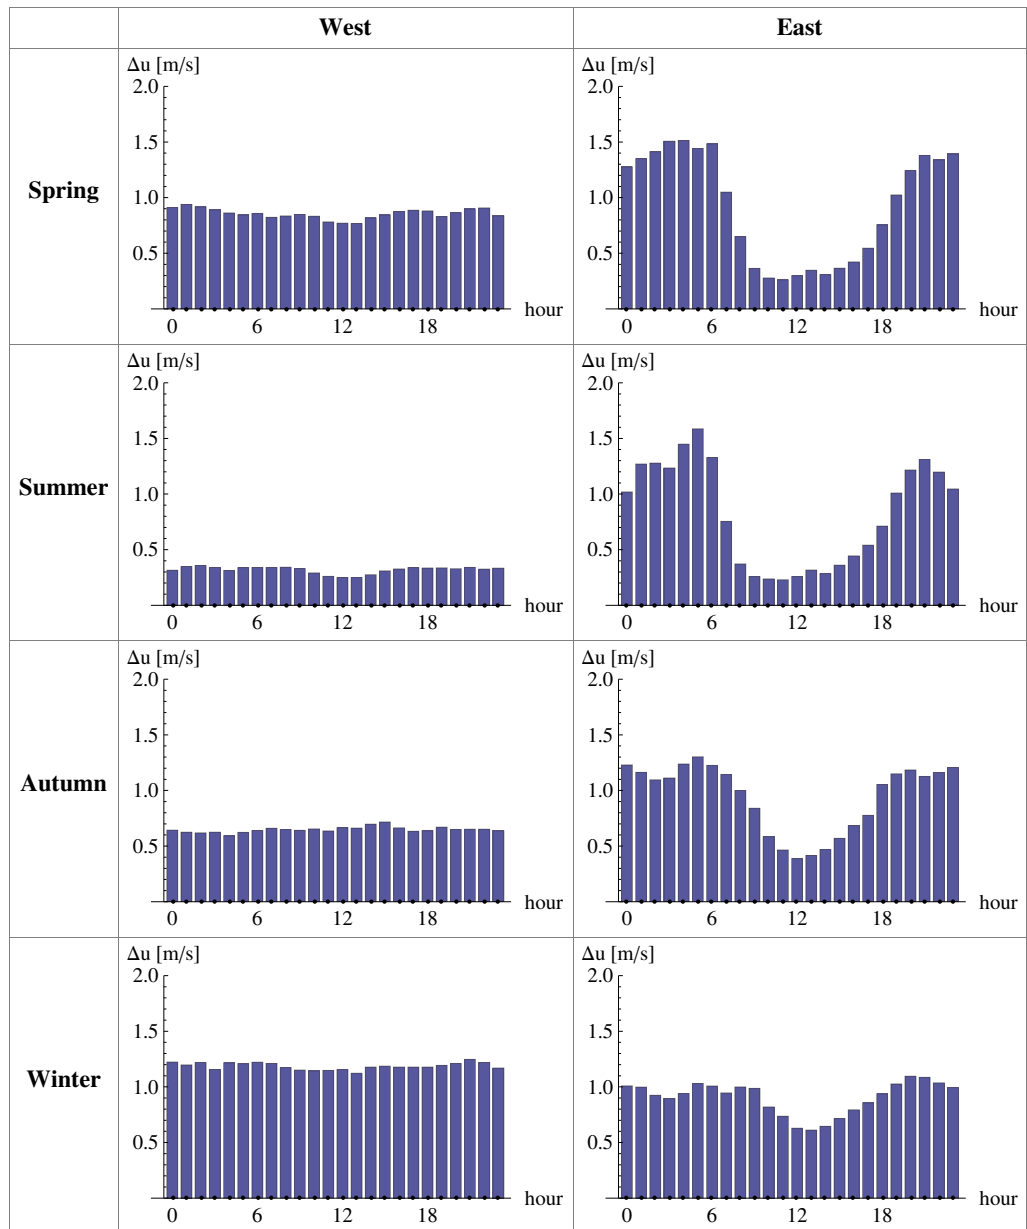 West East
Δu [m/s] Δu [m/s]
2.0 2.0
1.5 1.5
Spring 1.0 1.0
0.5 0.5
hour hour
0 6 12 18 0 6 12 18
Δu [m/s] Δu [m/s]
2.0 2.0
1.5 1.5
Summer 1.0 1.0
0.5 0.5
hour hour
0 6 12 18 0 6 12 18
Δu [m/s] Δu [m/s]
2.0 2.0
1.5 1.5
Autumn 1.0 1.0
0.5 0.5
hour hour
0 6 12 18 0 6 12 18
Δu [m/s] Δu [m/s]
2.0 2.0
1.5 1.5
Winter 1.0 1.0
0.5 0.5
hour hour
0 6 12 18 0 6 12 18